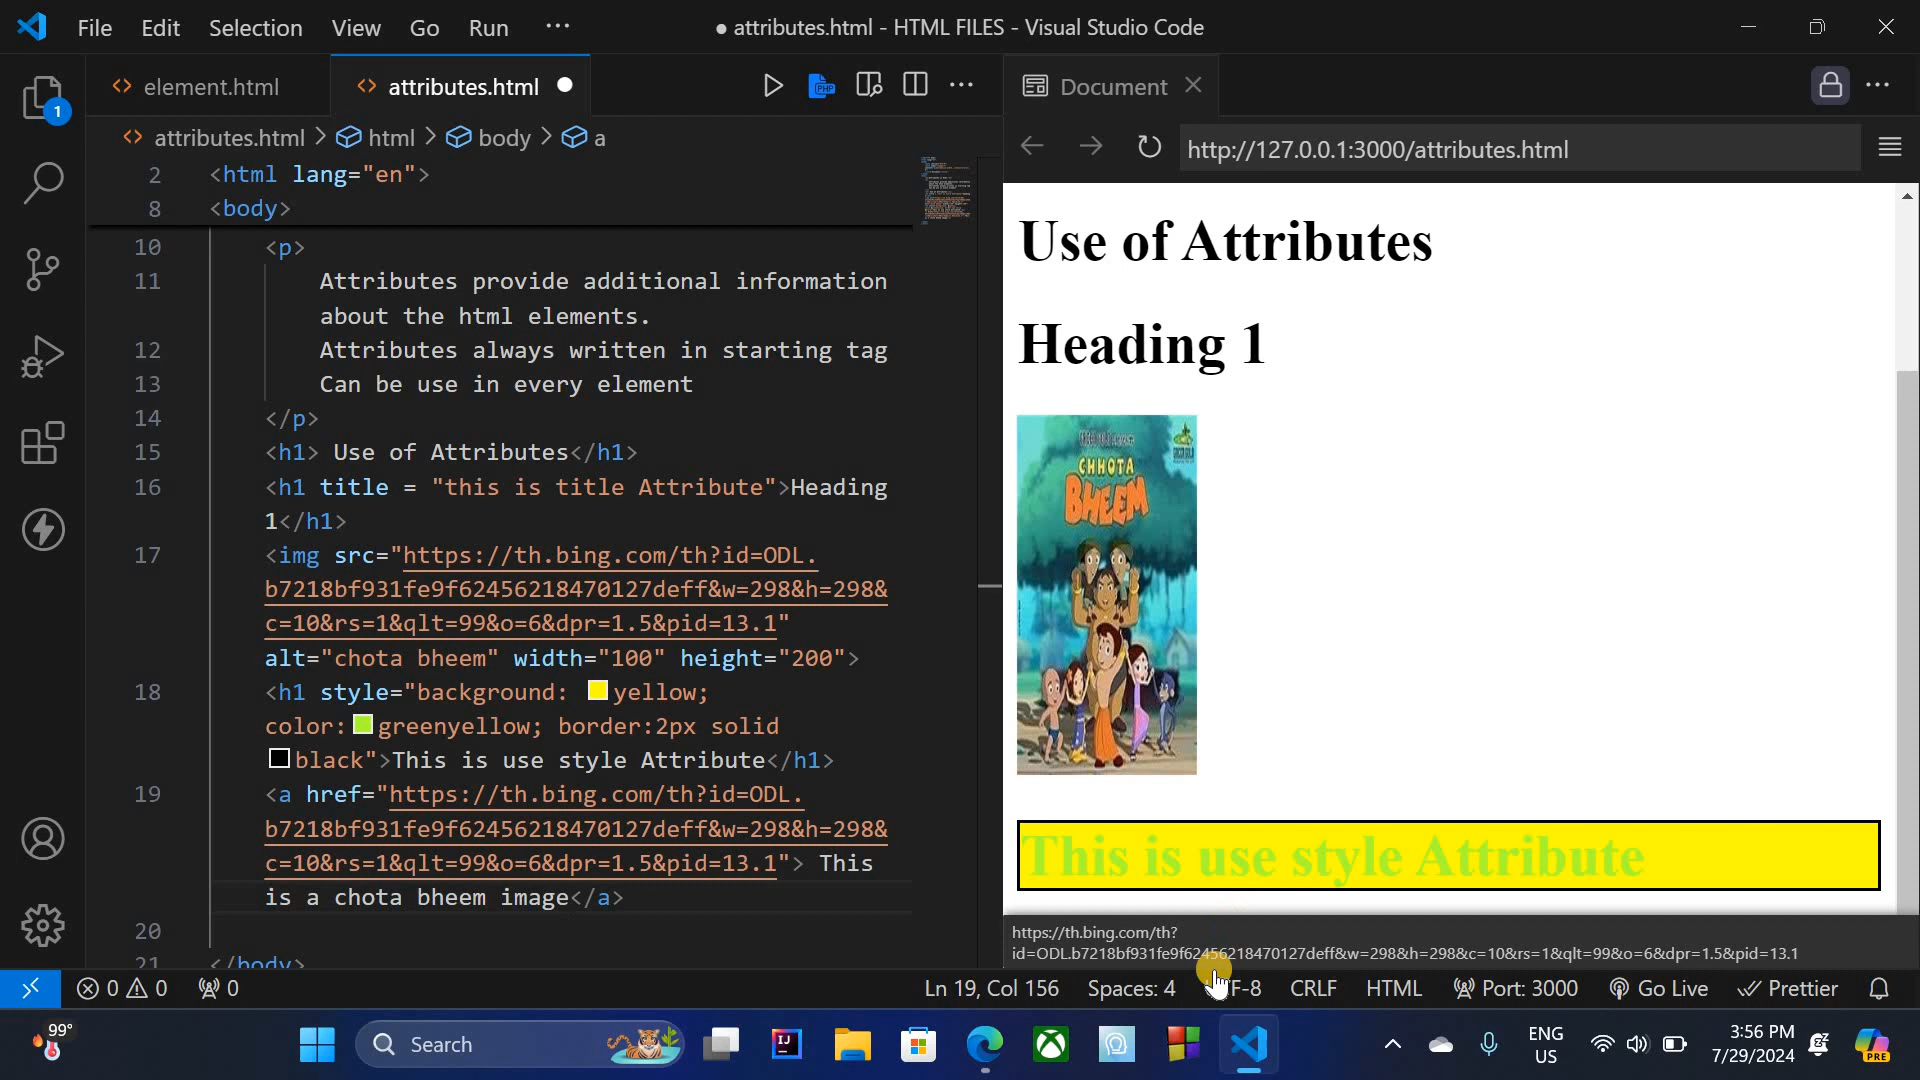 File Edit Selection View Go Run ··· ● attributes.html - HTML FILES - Visual Studio Code
element.html attributes.html Document
attributes.html > html > body > a
http://127.0.0.1:3000/attributes.html
2 <html lang="en">
8 <body>
10 <p>
11 Attributes provide additional information
about the html elements.
12 Attributes always written in starting tag
13 Can be use in every element
14 </p>
15 <h1> Use of Attributes</h1>
16 <h1 title = "this is title Attribute">Heading
1</h1>
17 <img src="https://th.bing.com/th?id=ODL.
b7218bf931fe9f62456218470127deff&w=298&h=298&
c=10&rs=1&qlt=99&o=6&dpr=1.5&pid=13.1"
alt="chota bheem" width="100" height="200">
18 <h1 style="background: yellow;
color: greenyellow; border:2px solid
black">This is use style Attribute</h1>
19 <a href="https://th.bing.com/th?id=ODL.
b7218bf931fe9f62456218470127deff&w=298&h=298&
c=10&rs=1&qlt=99&o=6&dpr=1.5&pid=13.1"> This
is a chota bheem image</a>
20
21 </body>
Use of Attributes
Heading 1
CHHOTA
BHEEM
This is use style Attribute
https://th.bing.com/th?
id=ODL.b7218bf931fe9f62456218470127deff&w=298&h=298&c=10&rs=1&qlt=99&o=6&dpr=1.5&pid=13.1
1
PHP
0 0 0 Ln 19, Col 156 Spaces: 4 F-8 CRLF HTML Port: 3000 Go Live Prettier
99° Search IJ ENG
US 3:56 PM
7/29/2024 PRE